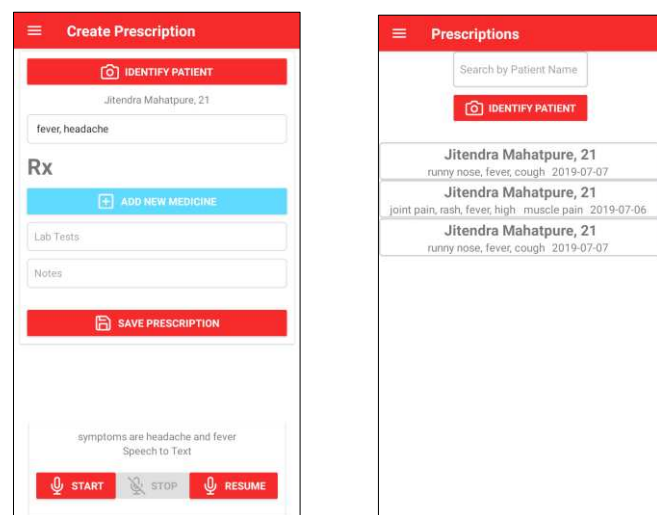 Create Prescription
IDENTIFY PATIENT
Jitendra Mahatpure, 21
fever, headache
Rx
ADD NEW MEDICINE
Lab Tests
Notes
SAVE PRESCRIPTION
symptoms are headache and fever
Speech to Text
START STOP RESUME
Prescriptions
Search by Patient Name
IDENTIFY PATIENT
Jitendra Mahatpure, 21
runny nose, fever, cough 2019-07-07
Jitendra Mahatpure, 21
joint pain, rash, fever, high muscle pain 2019-07-06
Jitendra Mahatpure, 21
runny nose, fever, cough 2019-07-07